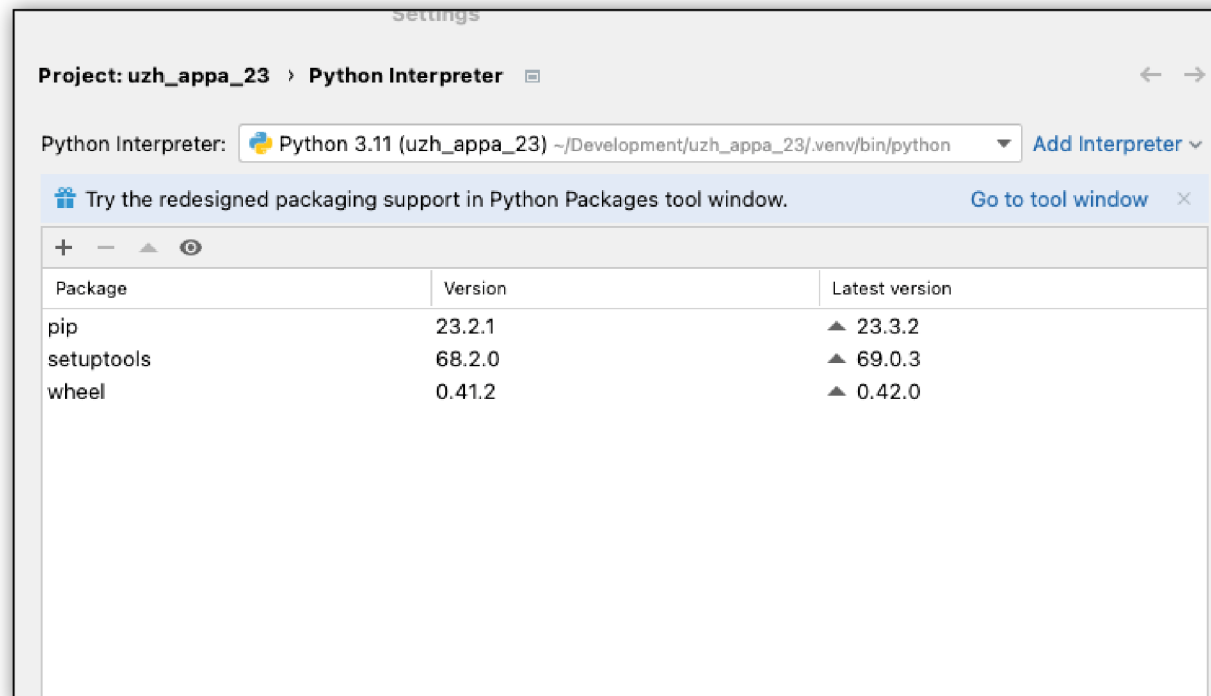 Settings
Project: uzh_appa_23 › Python Interpreter
Python Interpreter: Python 3.11 (uzh_appa_23) ~/Development/uzh_appa_23/.venv/bin/python Add Interpreter
Try the redesigned packaging support in Python Packages tool window. Go to tool window
Package Version Latest version
pip 23.2.1 23.3.2
setuptools 68.2.0 69.0.3
wheel 0.41.2 0.42.0